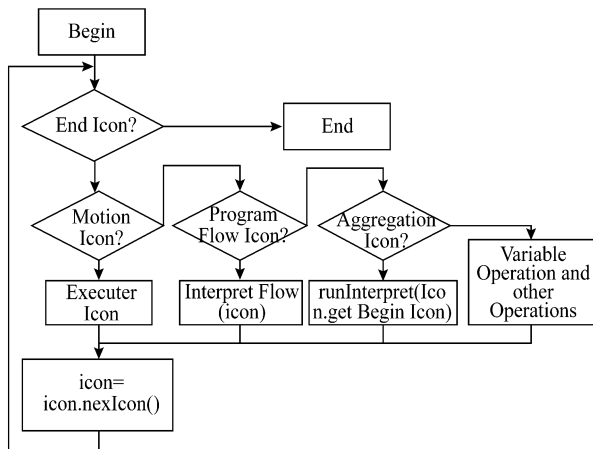 Begin
End Icon?
End
Motion
Icon?
Program
Flow Icon?
Aggregation
Icon?
Variable
Operation and
other
Operations
Executer
Icon
Interpret Flow
(icon)
runInterpret(Ico
n.get Begin Icon)
icon=
icon.nexIcon()